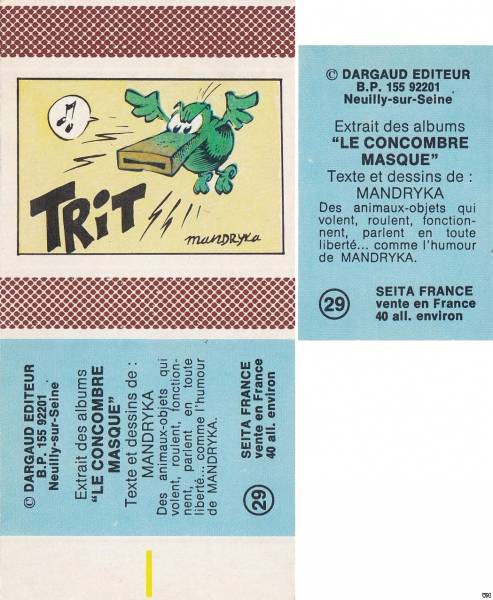 TRiT
MANDRYKA
© DARGAUD EDITEUR
B.P. 155 92201
Neuilly-sur-Seine
Extrait des albums
"LE CONCOMBRE
MASQUE"
Texte et dessins de :
MANDRYKA
Des animaux-objets qui
volent, roulent, fonction-
nent, parlent en toute
liberté... comme l'humour
de MANDRYKA.
29
SEITA FRANCE
vente en France
40 all. environ
© DARGAUD EDITEUR
B.P. 155 92201
Neuilly-sur-Seine
Extrait des albums
"LE CONCOMBRE
MASQUE"
Texte et dessins de :
MANDRYKA
Des animaux-objets qui
volent, roulent, fonction-
nent, parlent en toute
liberté... comme l'humour
de MANDRYKA.
29
SEITA FRANCE
vente en France
40 all. environ